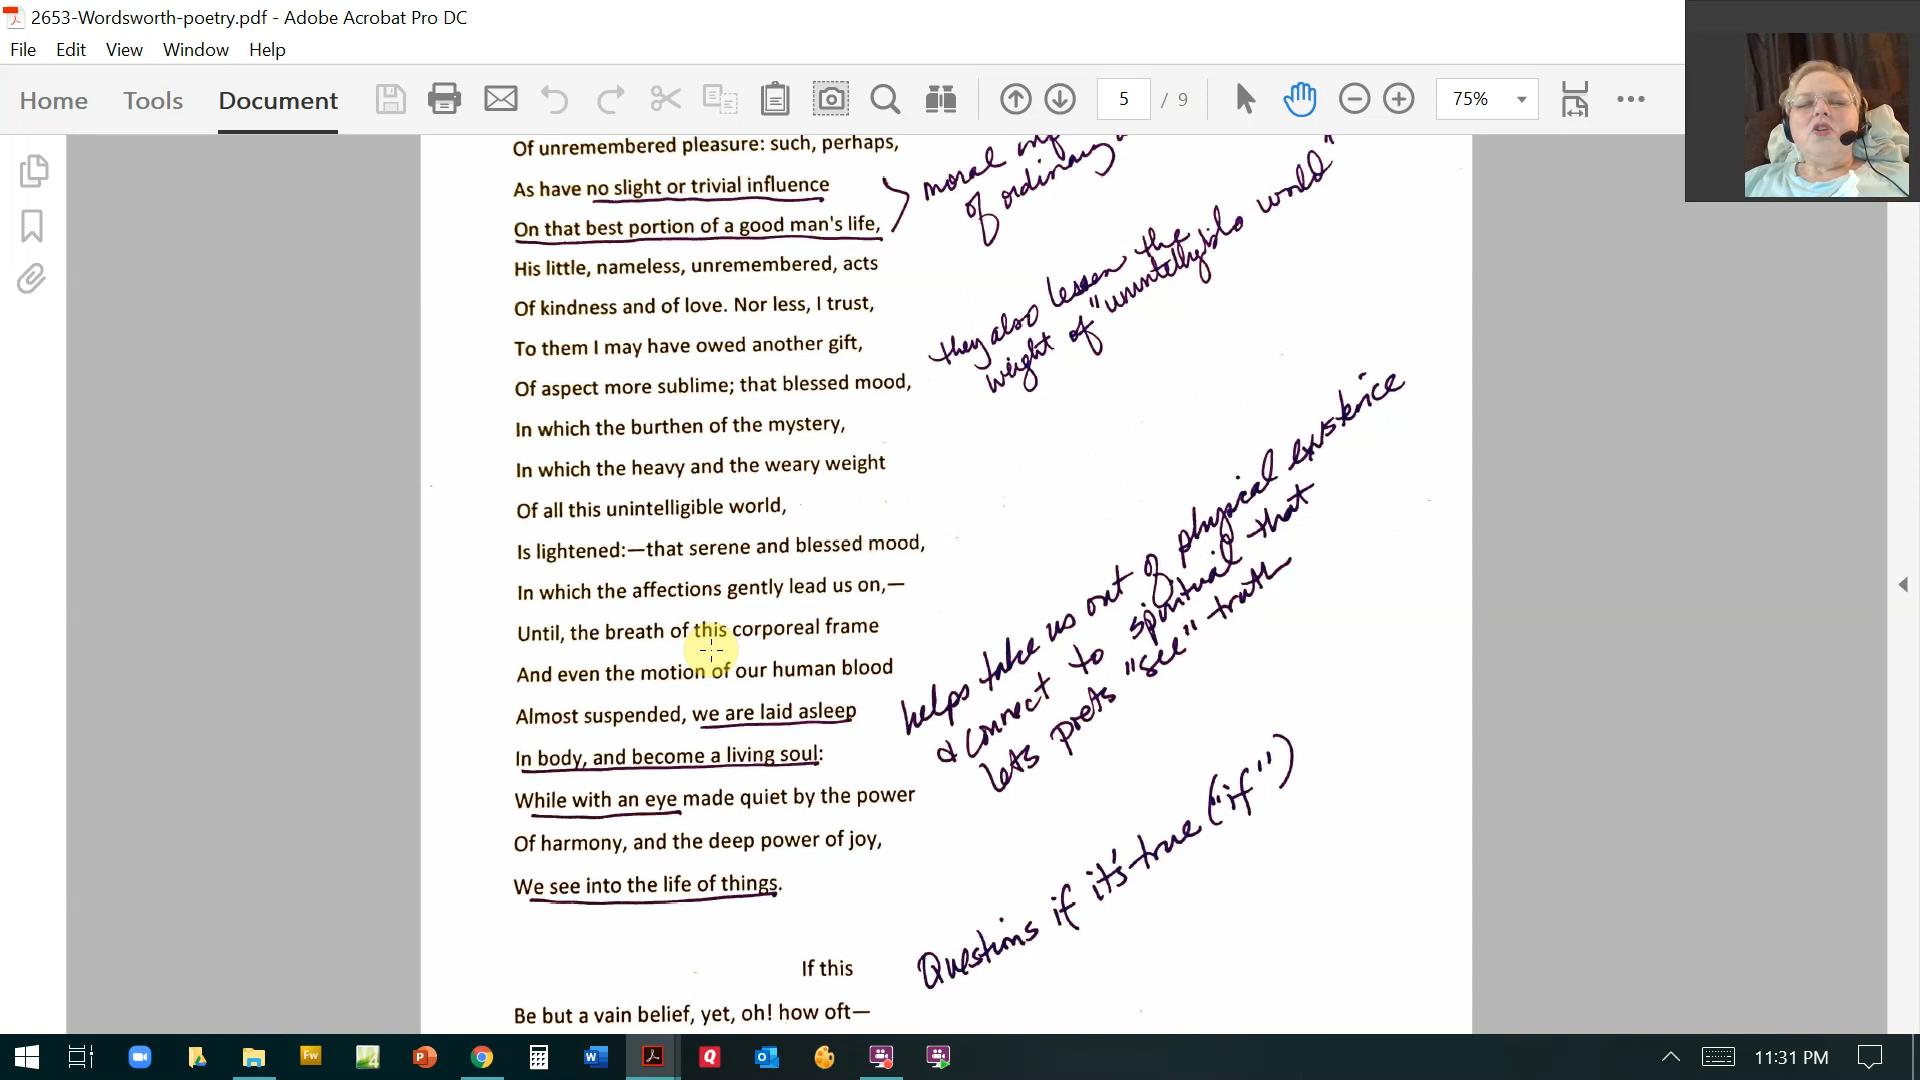 2653-Wordsworth-poetry.pdf - Adobe Acrobat Pro DC
File Edit View Window Help
Home Tools Document 5 / 9 75%
Of unremembered pleasure: such, perhaps,
As have no slight or trivial influence
On that best portion of a good man's life,
His little, nameless, unremembered, acts
Of kindness and of love. Nor less, I trust,
To them I may have owed another gift,
Of aspect more sublime; that blessed mood,
In which the burthen of the mystery,
In which the heavy and the weary weight
Of all this unintelligible world,
Is lightened:—that serene and blessed mood,
In which the affections gently lead us on,—
Until, the breath of this corporeal frame
And even the motion of our human blood
Almost suspended, we are laid asleep
In body, and become a living soul:
While with an eye made quiet by the power
Of harmony, and the deep power of joy,
We see into the life of things.
If this
Be but a vain belief, yet, oh! how oft—
moral
of ordinary
they also lessen the
weight of "unintelligible world"
helps take us out of physical existence
& connect to spiritual that
lets poets "see" truth
Questions if it's true ("if")
Fw
11:31 PM